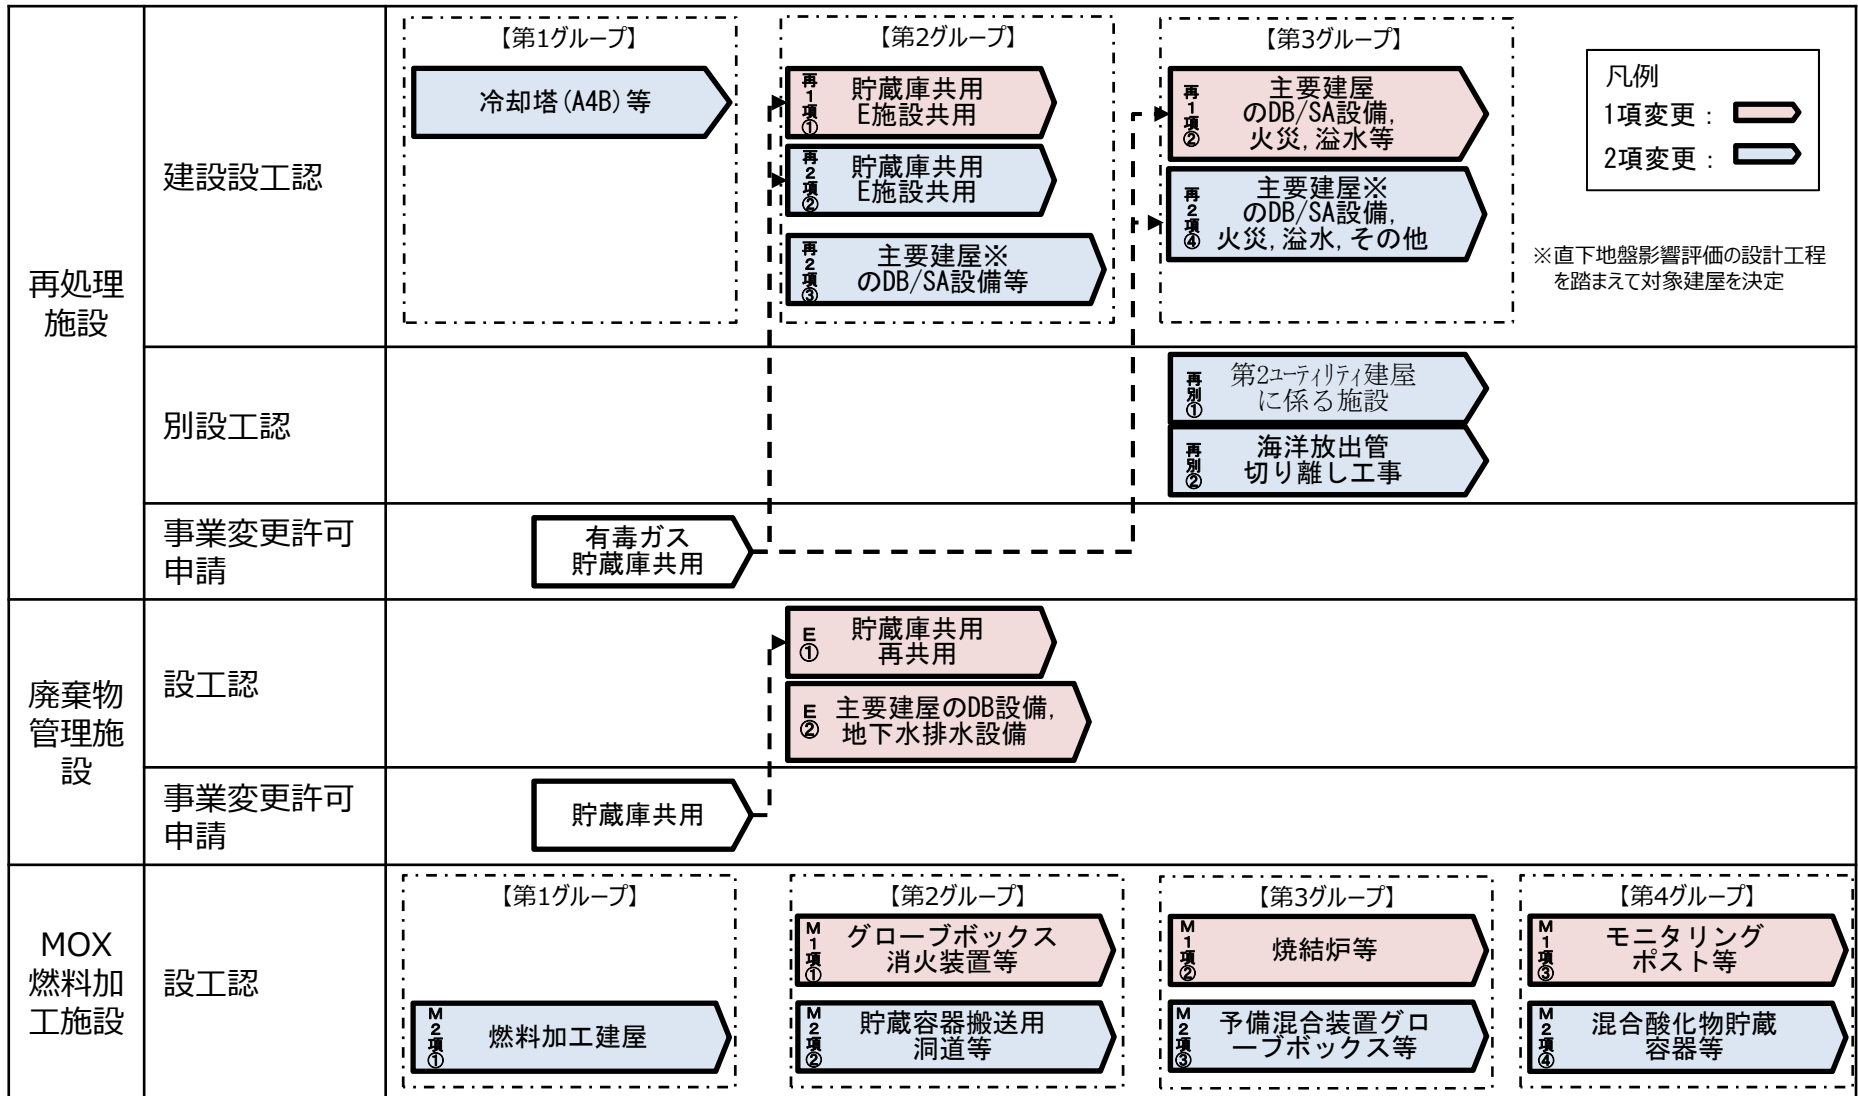 再処理
施設
建設設工認
【第1グループ】
冷却塔(A4B)等
【第2グループ】
再1項①
貯蔵庫共用
E施設共用
再2項②
貯蔵庫共用
E施設共用
再2項③
主要建屋※
のDB/SA設備等
【第3グループ】
再1項②
主要建屋
のDB/SA設備,
火災,溢水等
再2項④
主要建屋※
のDB/SA設備,
火災,溢水,その他
凡例
1項変更：
2項変更：
※直下地盤影響評価の設計工程
を踏まえて対象建屋を決定
別設工認
再別①
第2ユーティリティ建屋
に係る施設
再別②
海洋放出管
切り離し工事
事業変更許可
申請
有毒ガス
貯蔵庫共用
廃棄物
管理施
設
設工認
E①
貯蔵庫共用
再共用
E②
主要建屋のDB設備,
地下水排水設備
事業変更許可
申請
貯蔵庫共用
MOX
燃料加
工施設
設工認
【第1グループ】
M2項①
燃料加工建屋
【第2グループ】
M1項①
グローブボックス
消火装置等
M2項②
貯蔵容器搬送用
洞道等
【第3グループ】
M1項②
焼結炉等
M2項③
予備混合装置グロ
ーブボックス等
【第4グループ】
M1項③
モニタリング
ポスト等
M2項④
混合酸化物貯蔵
容器等